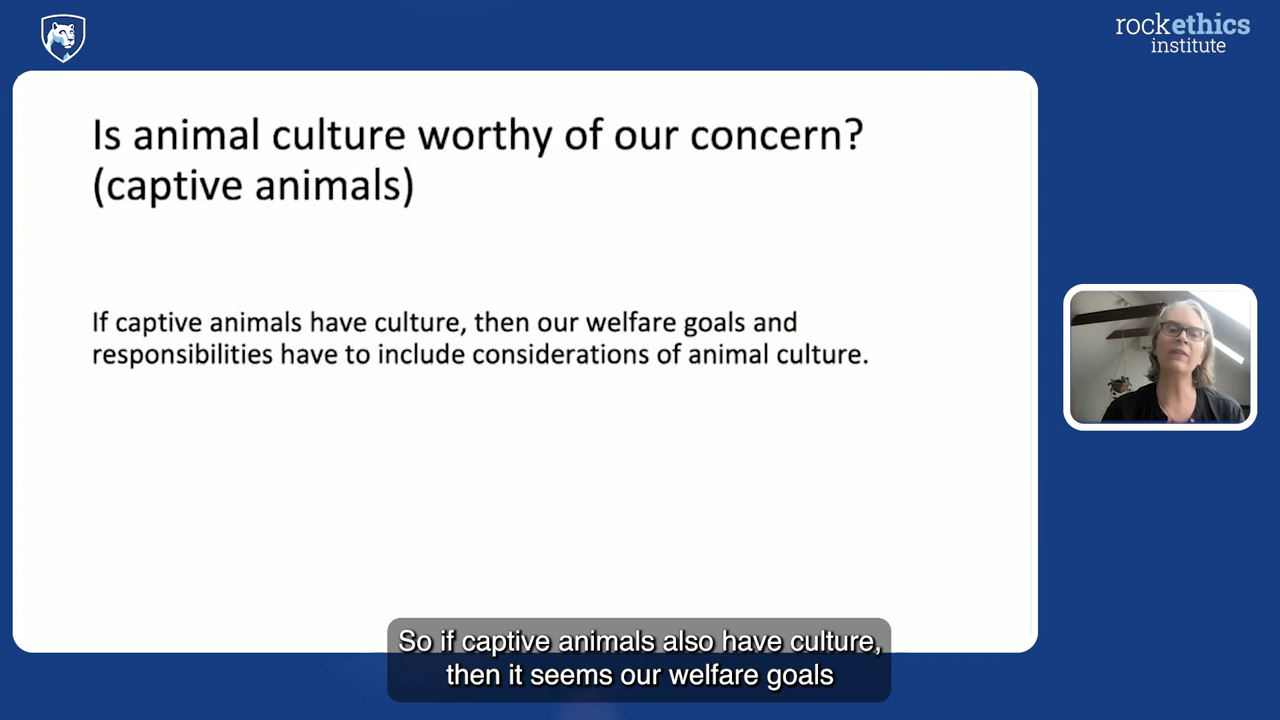 rockethics
institute
Is animal culture worthy of our concern?
(captive animals)
If captive animals have culture, then our welfare goals and
responsibilities have to include considerations of animal culture.
So if captive animals also have culture,
then it seems our welfare goals